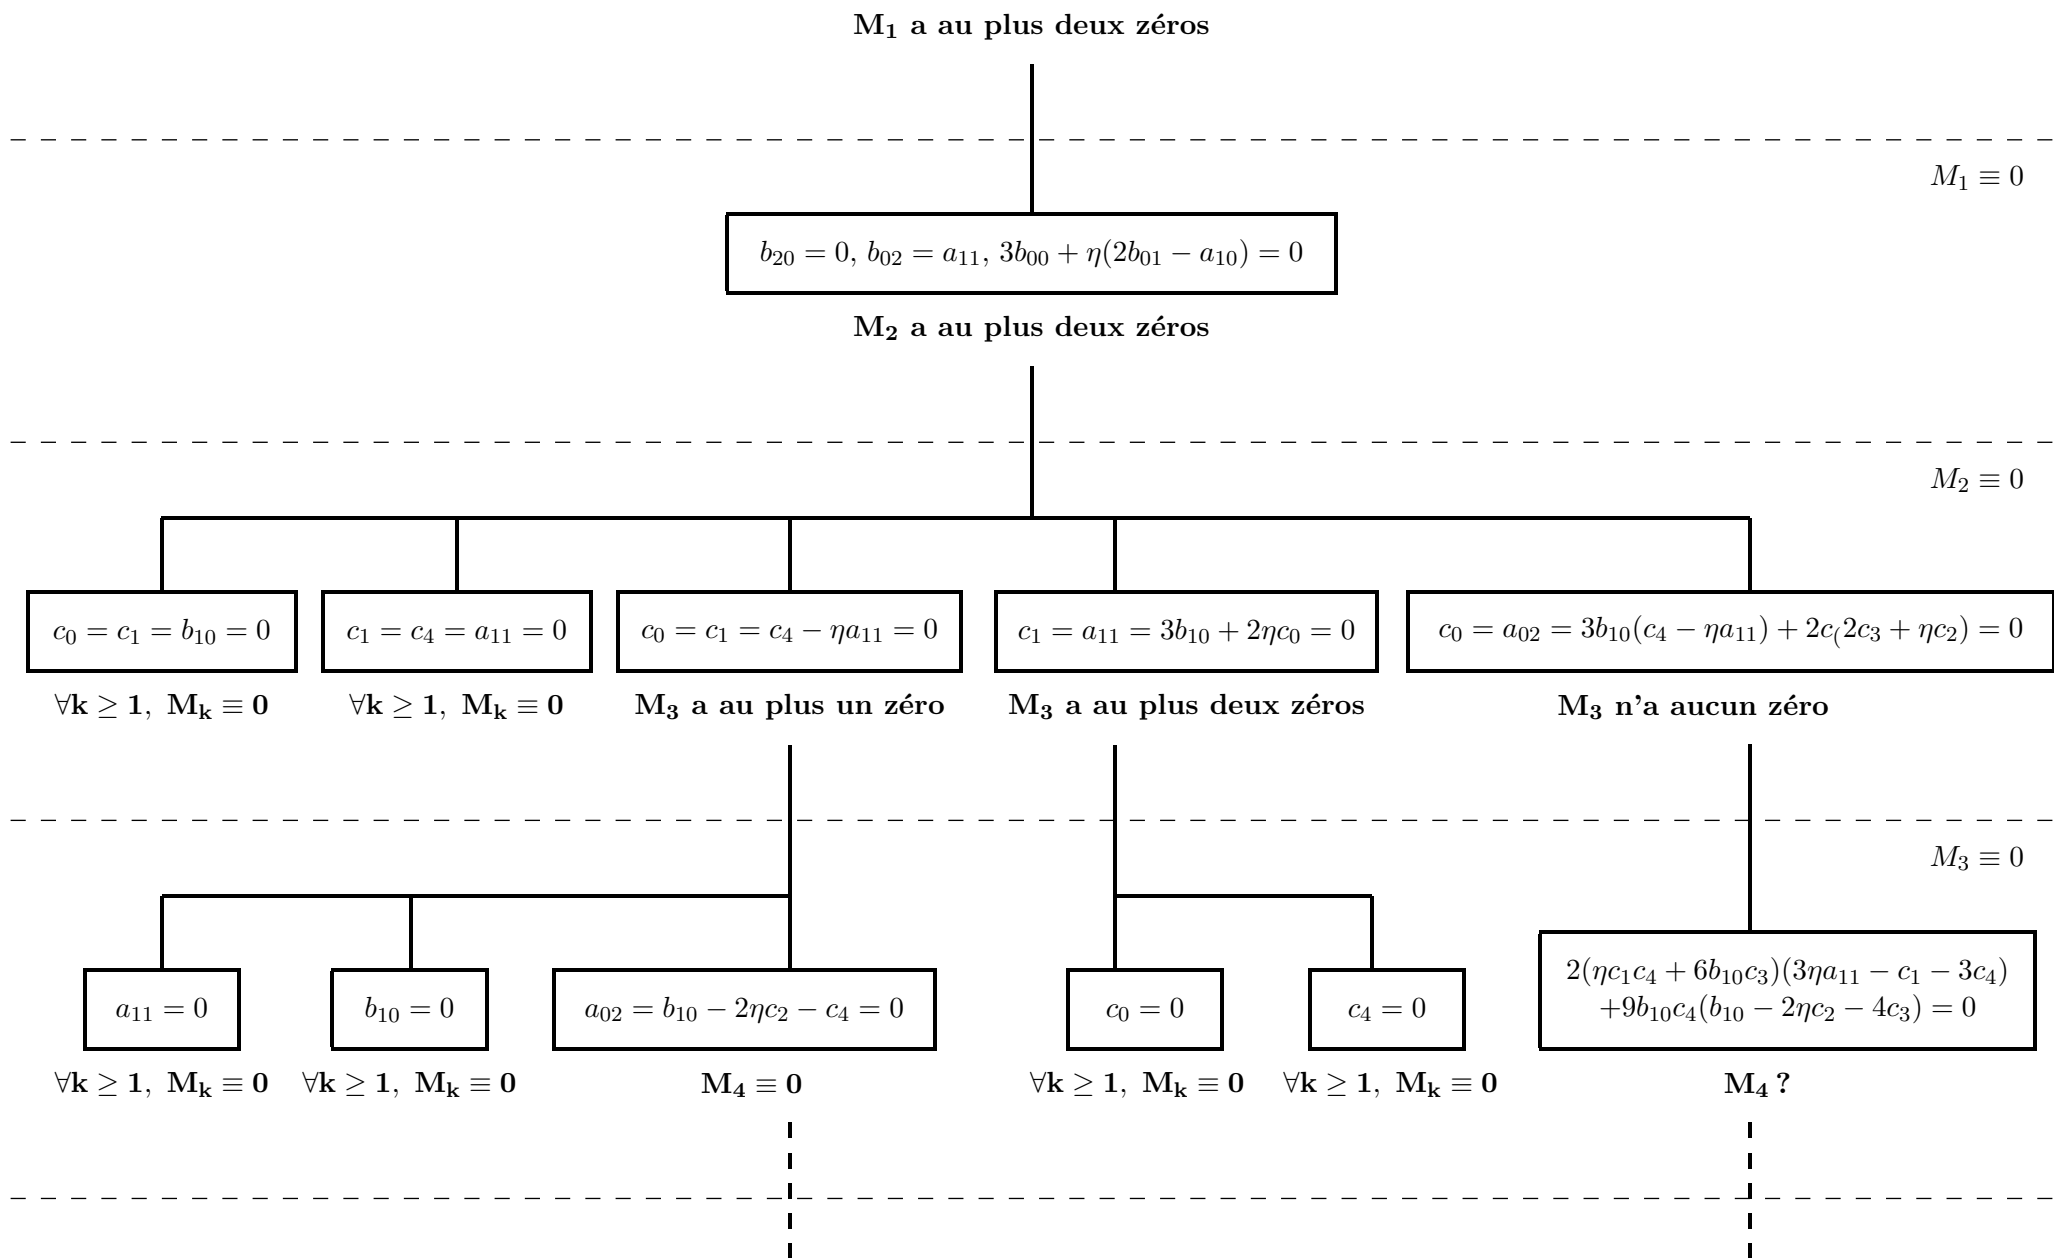 M₁ a au plus deux zéros
M₁ ≡ 0
b₂₀ = 0, b₀₂ = a₁₁, 3b₀₀ + η(2b₀₁ − a₁₀) = 0
M₂ a au plus deux zéros
M₂ ≡ 0
c₀ = c₁ = b₁₀ = 0
c₁ = c₄ = a₁₁ = 0
c₀ = c₁ = c₄ − ηa₁₁ = 0
c₁ = a₁₁ = 3b₁₀ + 2ηc₀ = 0
c₀ = a₀₂ = 3b₁₀(c₄ − ηa₁₁) + 2c₍2c₃ + ηc₂) = 0
∀k ≥ 1, Mₖ ≡ 0
∀k ≥ 1, Mₖ ≡ 0
M₃ a au plus un zéro
M₃ a au plus deux zéros
M₃ n'a aucun zéro
M₃ ≡ 0
a₁₁ = 0
b₁₀ = 0
a₀₂ = b₁₀ − 2ηc₂ − c₄ = 0
c₀ = 0
c₄ = 0
2(ηc₁c₄ + 6b₁₀c₃)(3ηa₁₁ − c₁ − 3c₄)
+9b₁₀c₄(b₁₀ − 2ηc₂ − 4c₃) = 0
∀k ≥ 1, Mₖ ≡ 0
∀k ≥ 1, Mₖ ≡ 0
M₄ ≡ 0
∀k ≥ 1, Mₖ ≡ 0
∀k ≥ 1, Mₖ ≡ 0
M₄ ?